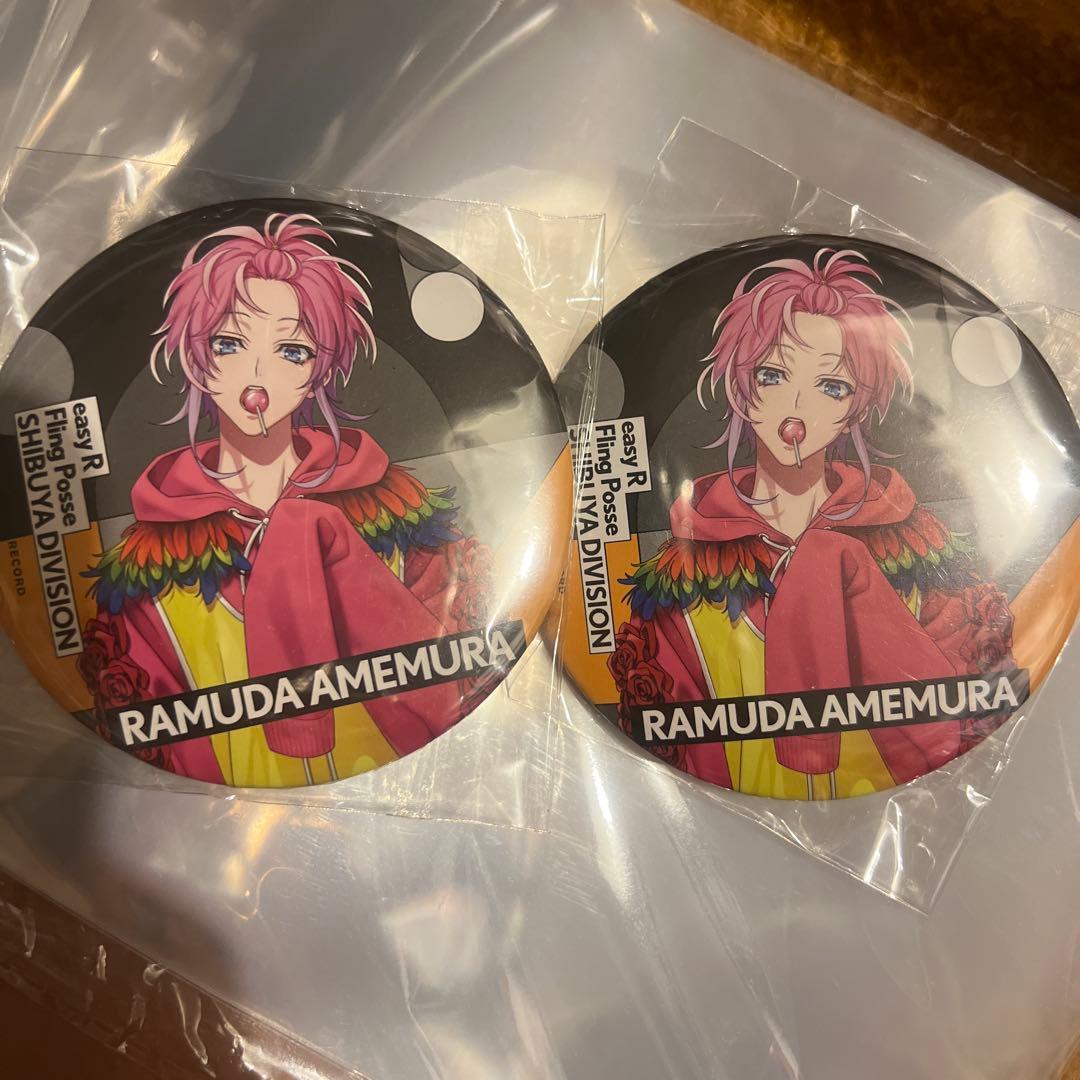 easy R
Fling Posse
SHIBUYA DIVISION
RECORD
RAMUDA AMEMURA
easy R
Fling Posse
SHIBUYA DIVISION
RAMUDA AMEMURA